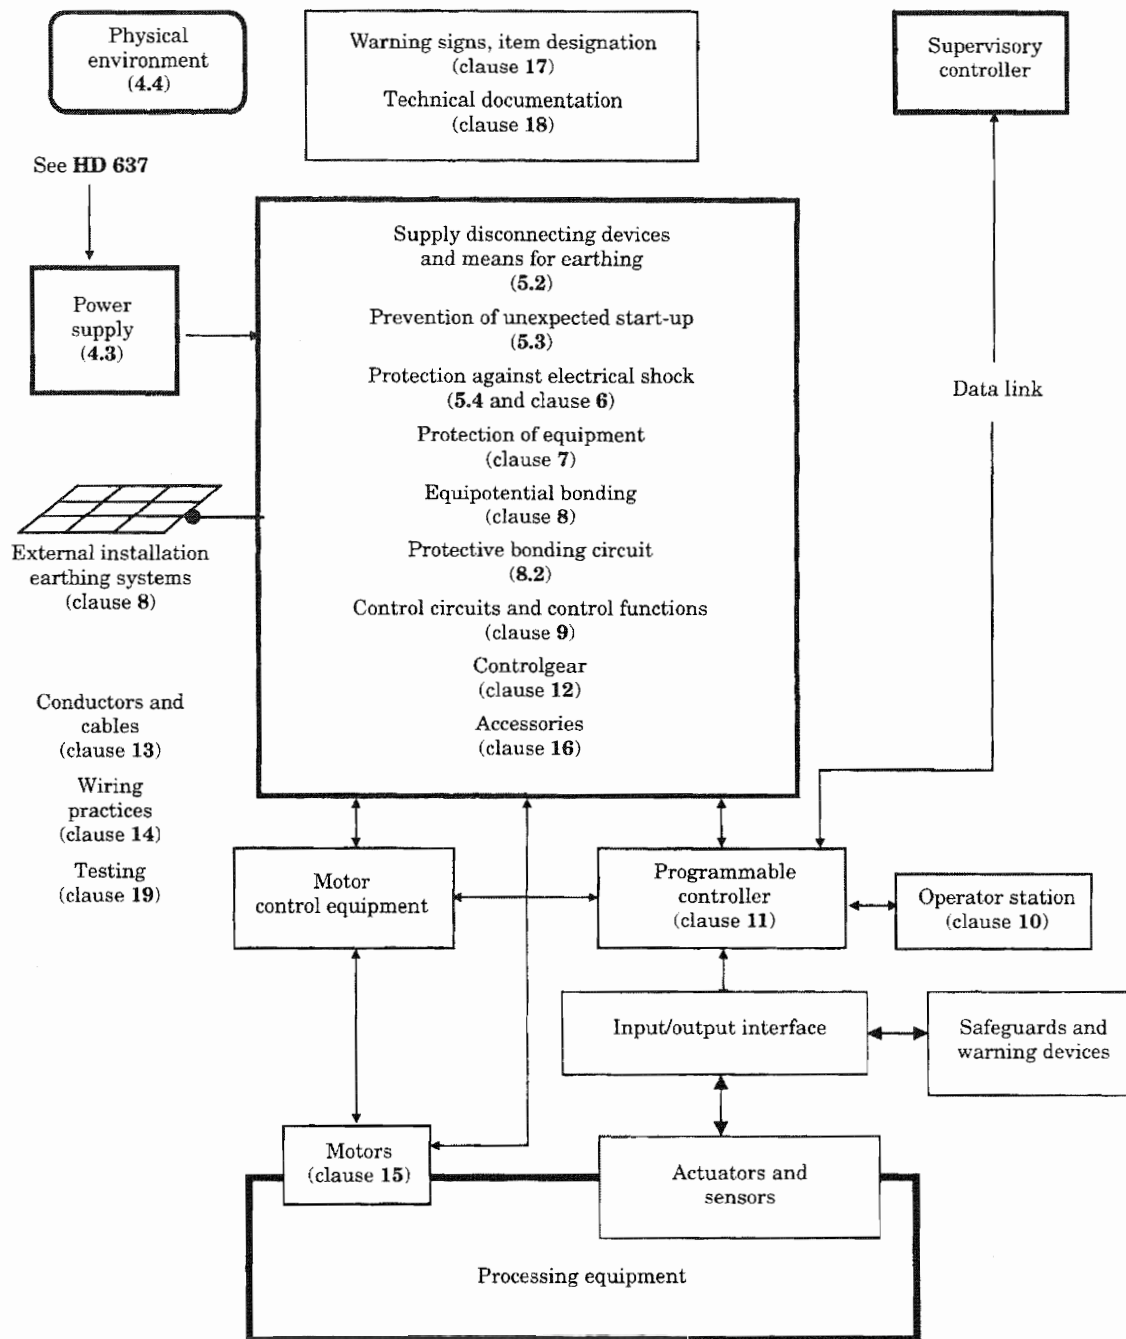 Physical
environment
(4.4)
Warning signs, item designation
(clause 17)
Technical documentation
(clause 18)
Supervisory
controller
See HD 637
Power
supply
(4.3)
Supply disconnecting devices
and means for earthing
(5.2)
Prevention of unexpected start-up
(5.3)
Protection against electrical shock
(5.4 and clause 6)
Protection of equipment
(clause 7)
Equipotential bonding
(clause 8)
Protective bonding circuit
(8.2)
Control circuits and control functions
(clause 9)
Controlgear
(clause 12)
Accessories
(clause 16)
Data link
External installation
earthing systems
(clause 8)
Conductors and
cables
(clause 13)
Wiring
practices
(clause 14)
Testing
(clause 19)
Motor
control equipment
Programmable
controller
(clause 11)
Operator station
(clause 10)
Input/output interface
Safeguards and
warning devices
Motors
(clause 15)
Actuators and
sensors
Processing equipment